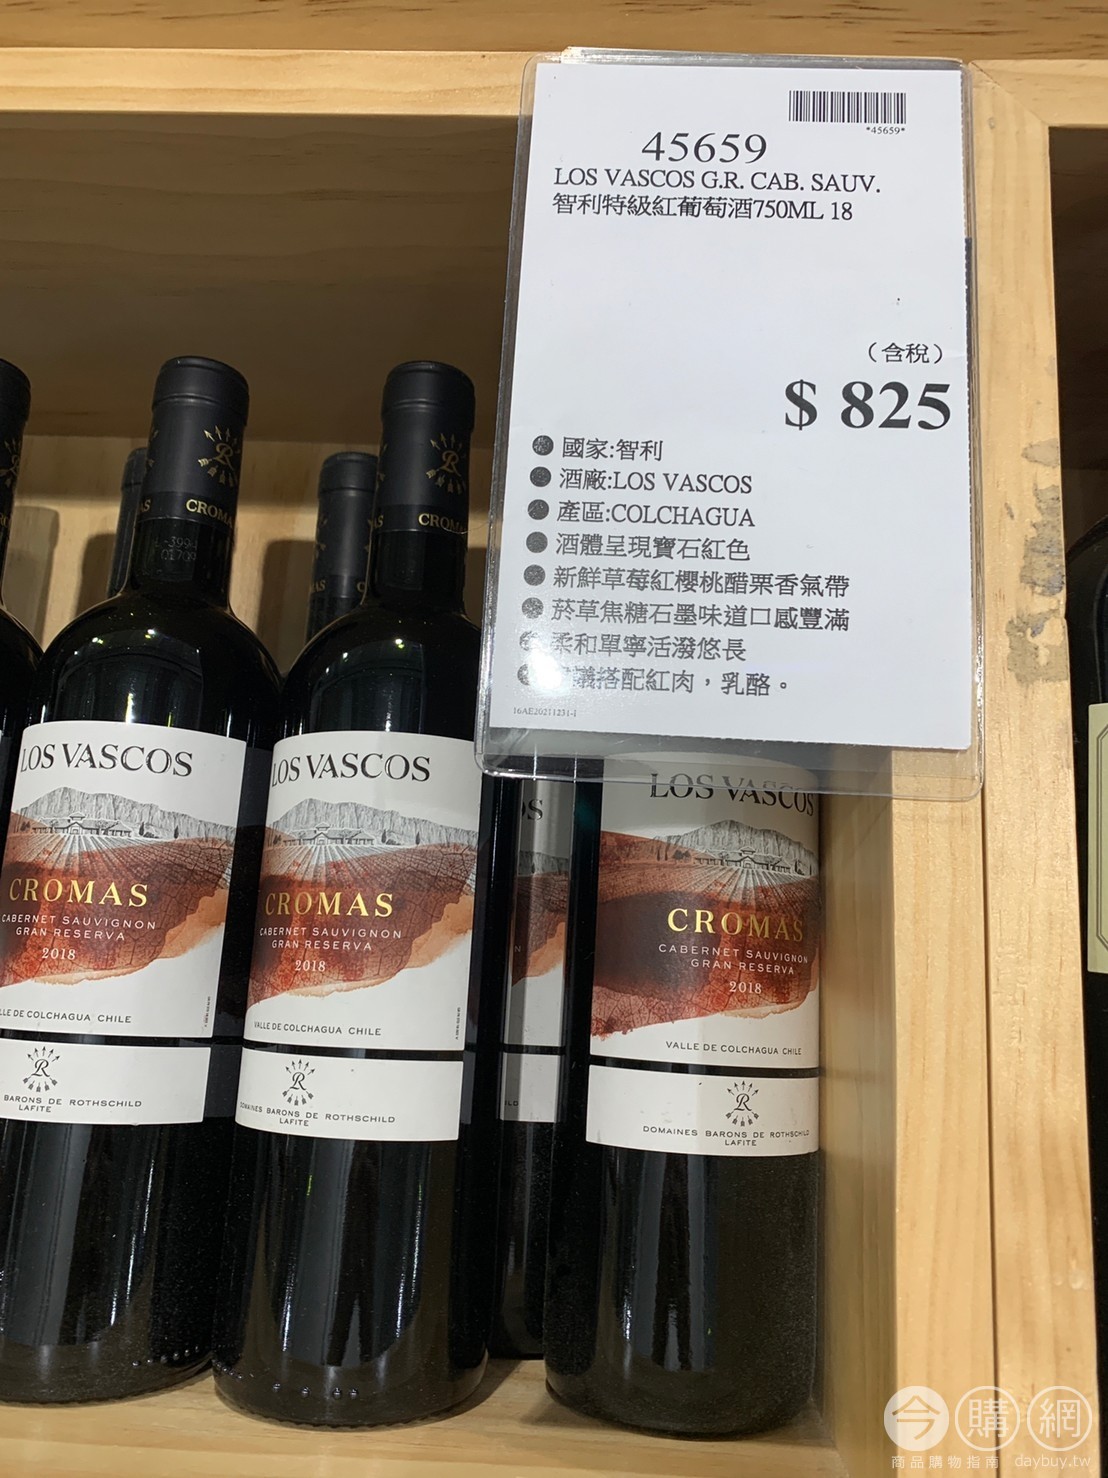 *45659*
45659
LOS VASCOS G.R. CAB. SAUV.
智利特級紅葡萄酒750ML 18
（含稅）
$ 825
國家:智利
酒廠:LOS VASCOS
產區:COLCHAGUA
酒體呈現寶石紅色
新鮮草莓紅櫻桃醋栗香氣帶
菸草焦糖石墨味道口感豐滿
柔和單寧活潑悠長
議搭配紅肉，乳酪。
16AE20211231-1
R
CROMA
R
CROMA
LOS VASCOS
CROMAS
CABERNET SAUVIGNON
GRAN RESERVA
2018
LLE DE COLCHAGUA CHILE
R
BARONS DE ROTHSCHILD
LAFITE
LOS VASCOS
CROMAS
CABERNET SAUVIGNON
GRAN RESERVA
2018
VALLE DE COLCHAGUA CHILE
R
DOMAINES BARONS DE ROTHSCHILD
LAFITE
LOS VASCOS
CROMAS
CABERNET SAUVIGNON
GRAN RESERVA
2018
VALLE DE COLCHAGUA CHILE
R
DOMAINES BARONS DE ROTHSCHILD
LAFITE
今購網
商品購物指南 daybuy.tw